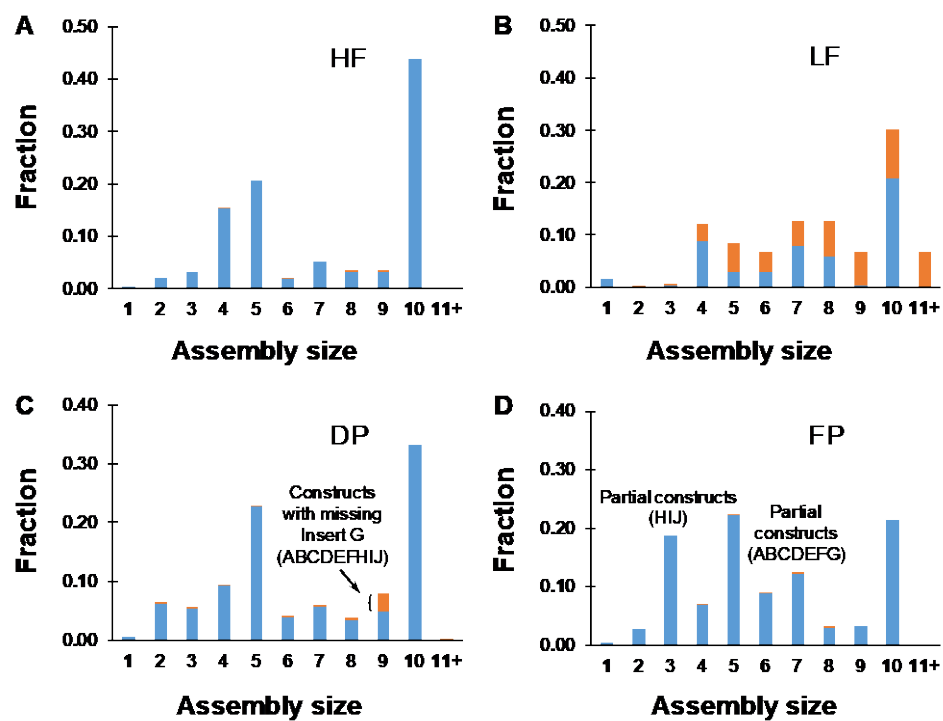 A
HF
Fraction
0.50
0.40
0.30
0.20
0.10
0.00
1 2 3 4 5 6 7 8 9 10 11+
Assembly size
B
LF
Fraction
0.50
0.40
0.30
0.20
0.10
0.00
1 2 3 4 5 6 7 8 9 10 11+
Assembly size
C
DP
Fraction
0.40
0.30
0.20
0.10
0.00
Constructs
with missing
Insert G
(ABCDEFHIJ)
{
1 2 3 4 5 6 7 8 9 10 11+
Assembly size
D
FP
Fraction
0.40
0.30
0.20
0.10
0.00
Partial constructs
(HIJ)
Partial
constructs
(ABCDEFG)
1 2 3 4 5 6 7 8 9 10 11+
Assembly size